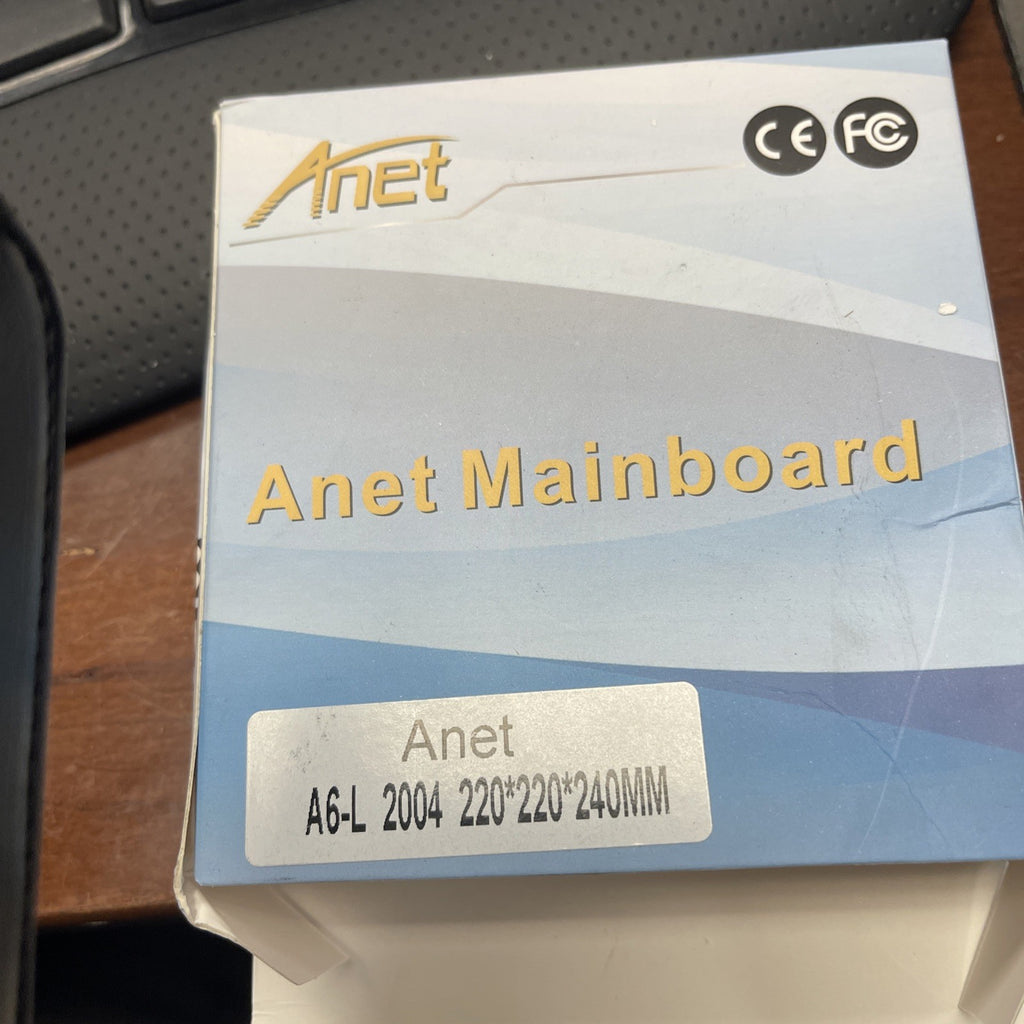 Anet
CE FC
Anet Mainboard
Anet
A6-L 2004 220*220*240MM